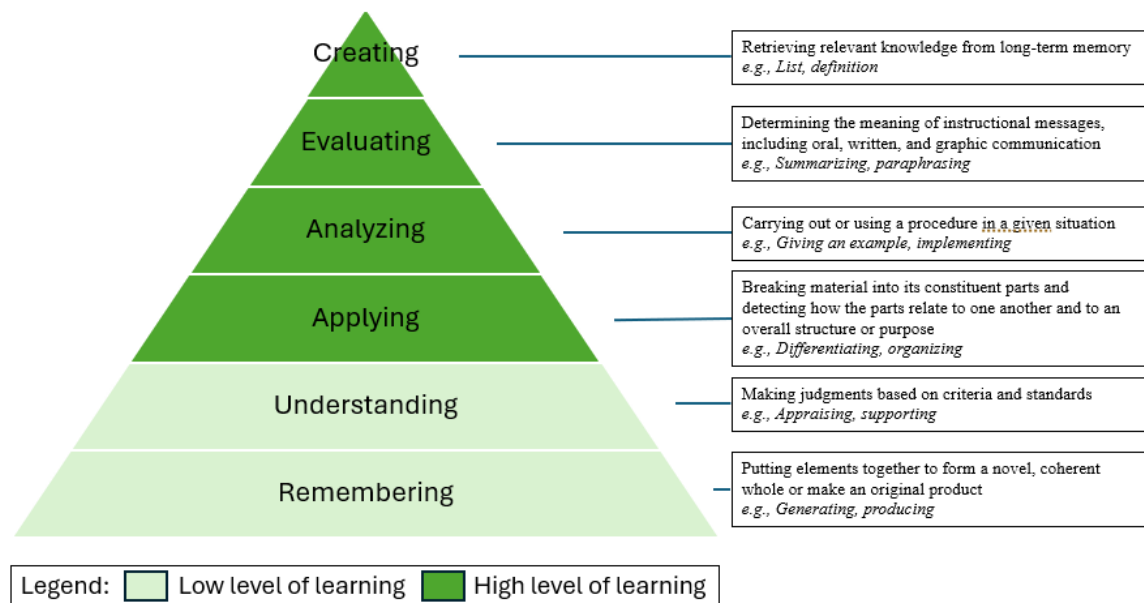 Creating
Retrieving relevant knowledge from long-term memory
e.g., List, definition
Evaluating
Determining the meaning of instructional messages,
including oral, written, and graphic communication
e.g., Summarizing, paraphrasing
Analyzing
Carrying out or using a procedure in a given situation
e.g., Giving an example, implementing
Applying
Breaking material into its constituent parts and
detecting how the parts relate to one another and to an
overall structure or purpose
e.g., Differentiating, organizing
Understanding
Making judgments based on criteria and standards
e.g., Appraising, supporting
Remembering
Putting elements together to form a novel, coherent
whole or make an original product
e.g., Generating, producing
Legend: Low level of learning High level of learning